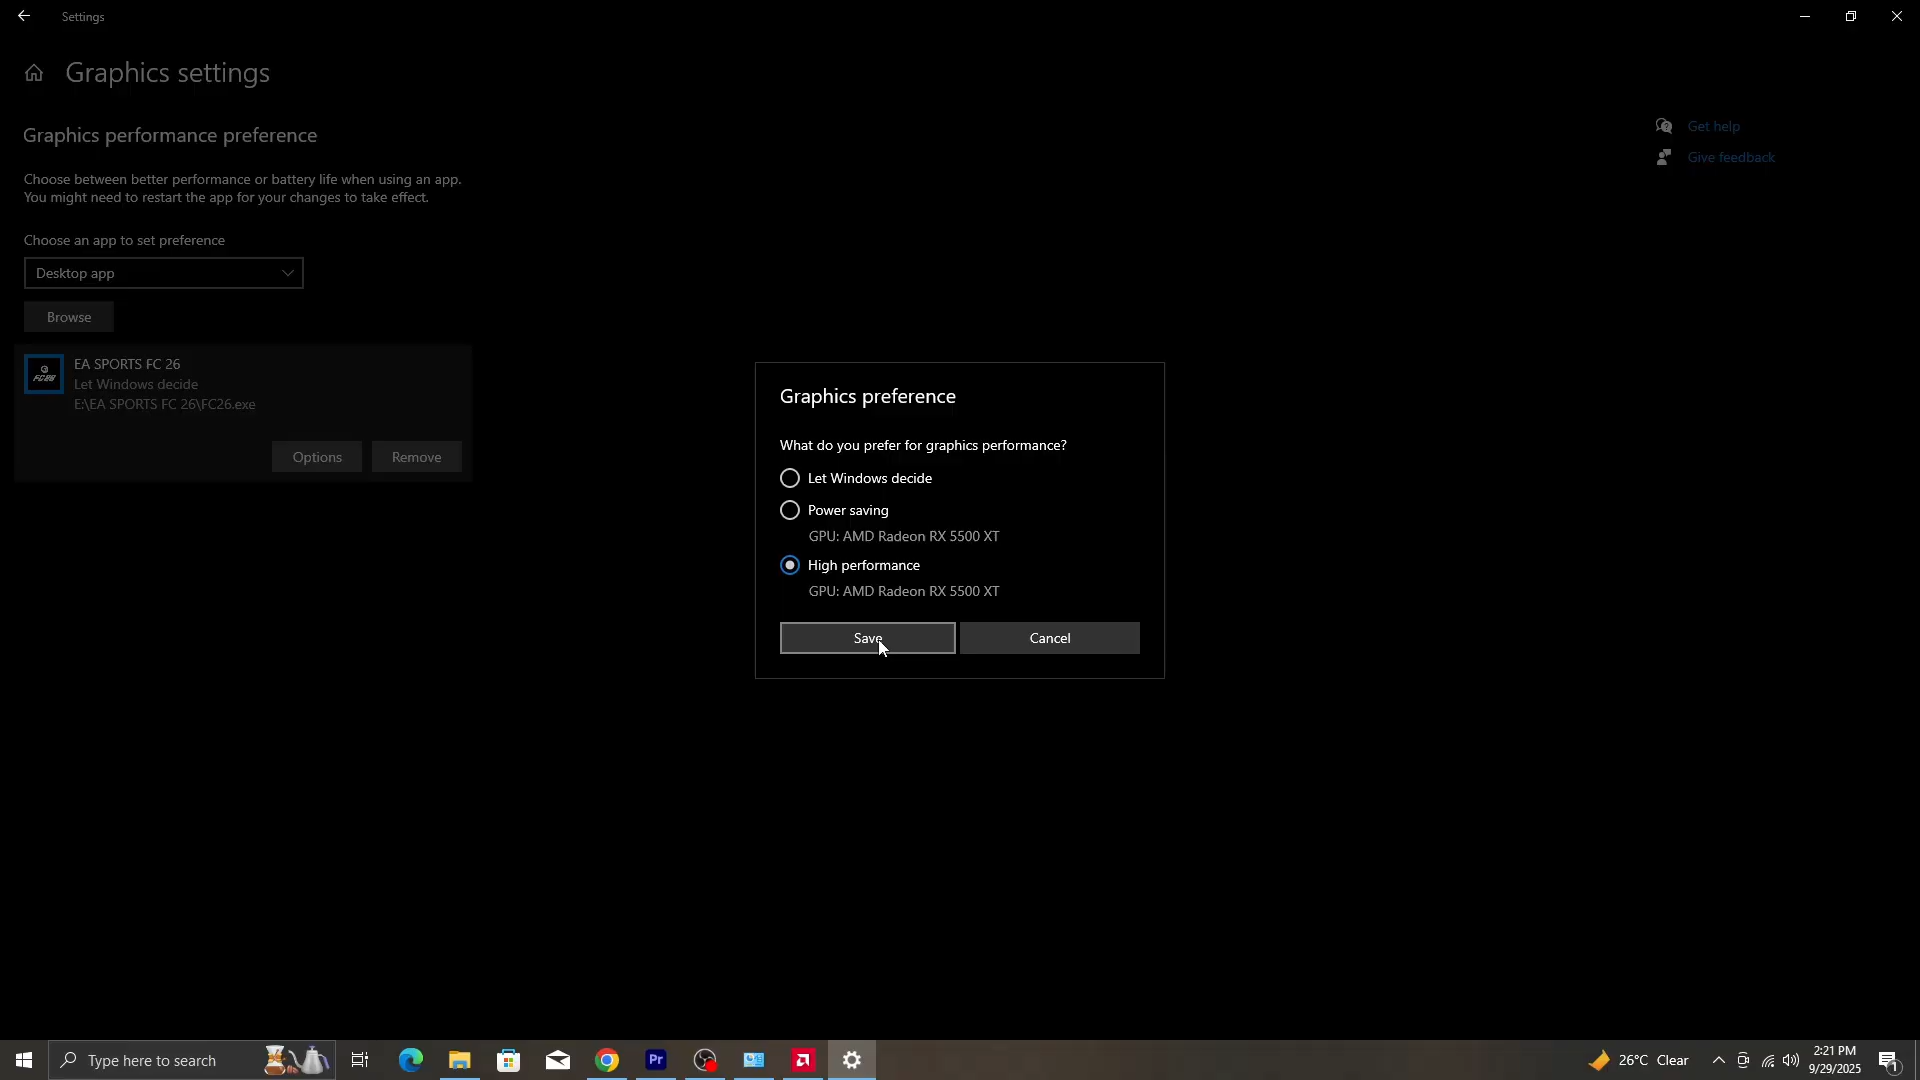 Settings
Graphics settings
Graphics performance preference
Choose between better performance or battery life when using an app.
You might need to restart the app for your changes to take effect.
Choose an app to set preference
Desktop app
Browse
EA SPORTS FC 26
Let Windows decide
E:\EA SPORTS FC 26\FC26.exe
Options
Remove
Get help
Give feedback
Graphics preference
What do you prefer for graphics performance?
Let Windows decide
Power saving
GPU: AMD Radeon RX 5500 XT
High performance
GPU: AMD Radeon RX 5500 XT
Save
Cancel
Type here to search
Pr
26°C Clear
2:21 PM
9/29/2025
1